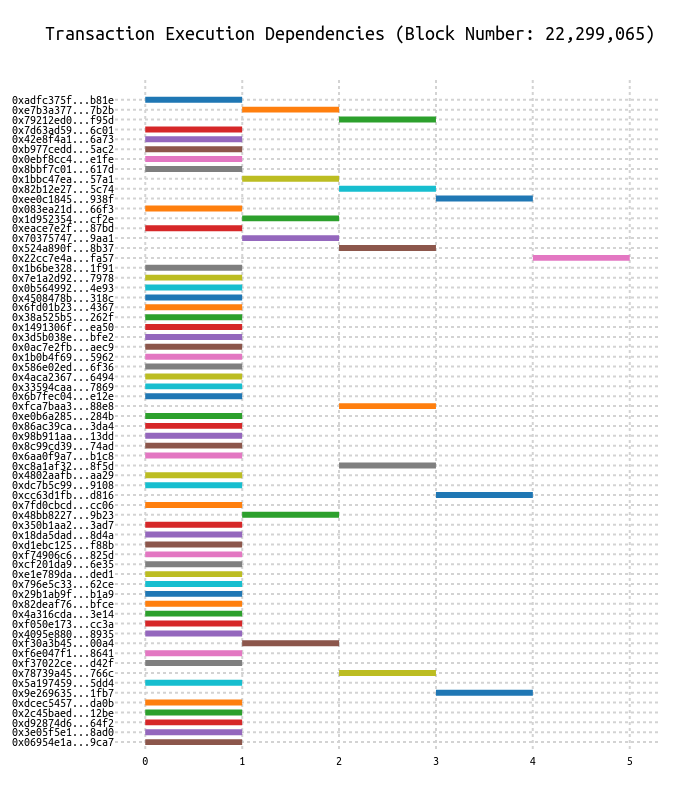 Transaction Execution Dependencies (Block Number: 22,299,065)
0xadfc375f...b81e
0xe7b3a377...7b2b
0x79212ed0...f95d
0x7d63ad59...6c01
0x42e8f4a1...6a73
0xb977cedd...5ac2
0x0ebf8cc4...e1fe
0x8bbf7c01...617d
0x1bbc47ea...57a1
0x82b12e27...5c74
0xee0c1845...938f
0x083ea21d...66f3
0x1d952354...cf2e
0xeace7e2f...87bd
0x70375747...9aa1
0x524a890f...8b37
0x22cc7e4a...fa57
0x1b6be328...1f91
0x7e1a2d92...7978
0x0b564992...4e93
0x4508478b...318c
0x6fd01b23...4367
0x38a525b5...262f
0x1491306f...ea50
0x3d5b038e...bfe2
0x0ac7e2fb...aec9
0x1b0b4f69...5962
0x586e02ed...6f36
0x4aca2367...6494
0x33594caa...7869
0x6b7fec04...e12e
0xfca7baa3...88e8
0xe0b6a285...284b
0x86ac39ca...3da4
0x98b911aa...13dd
0x8c99cd39...74ad
0x6aa0f9a7...b1c8
0xc8a1af32...8f5d
0x4802aafb...aa29
0xdc7b5c99...9108
0xcc63d1fb...d816
0x7fd0cbcd...cc06
0x48bb8227...9b23
0x350b1aa2...3ad7
0x18da5dad...8d4a
0xd1ebc125...f88b
0xf74906c6...825d
0xcf201da9...6e35
0xe1e789da...ded1
0x796e5c33...62ce
0x29b1ab9f...b1a9
0x82deaf76...bfce
0x4a316cda...3e14
0xf050e173...cc3a
0x4095e880...8935
0xf30a3b45...00a4
0xf6e047f1...8641
0xf37022ce...d42f
0x78739a45...766c
0x5a197459...5dd4
0x9e269635...1fb7
0xdcec5457...da0b
0x2c45baed...12be
0xd92874d6...64f2
0x3e05f5e1...8ad0
0x06954e1a...9ca7
0 1 2 3 4 5